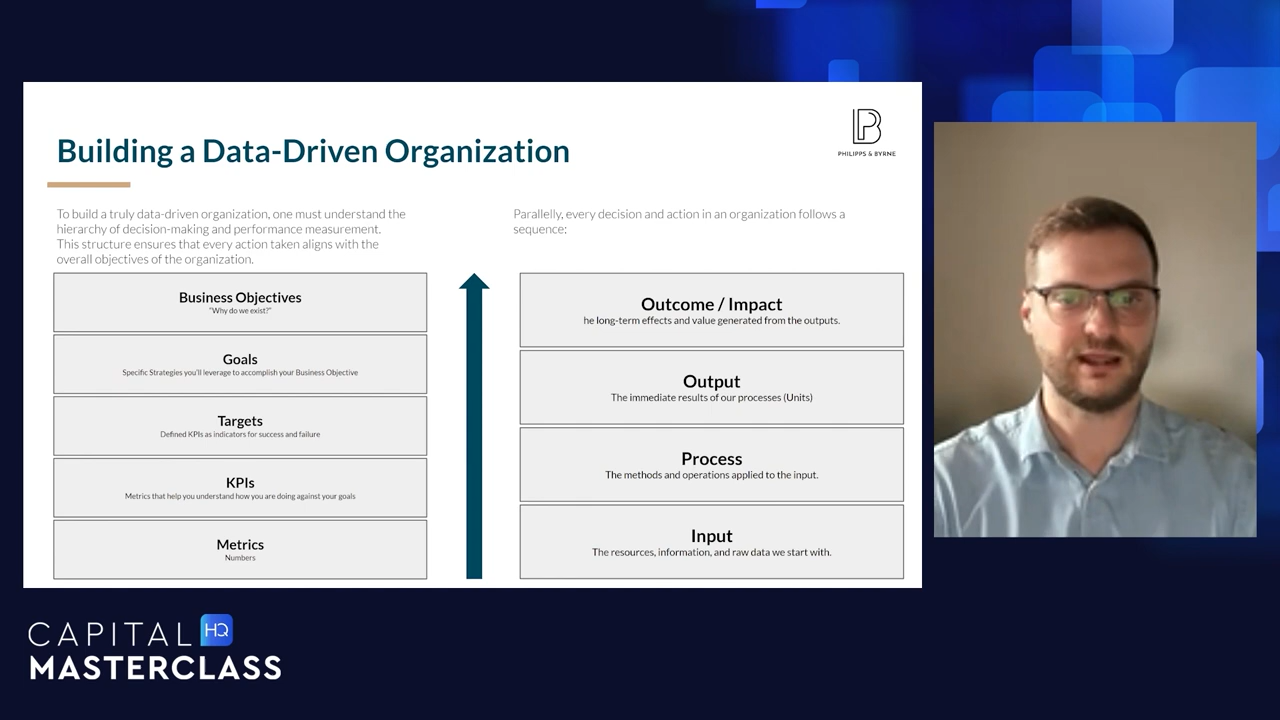 Building a Data-Driven Organization
PHILIPPS & BYRNE
To build a truly data-driven organization, one must understand the
hierarchy of decision-making and performance measurement.
This structure ensures that every action taken aligns with the
overall objectives of the organization.
Business Objectives
"Why do we exist?"
Goals
Specific Strategies you'll leverage to accomplish your Business Objective
Targets
Defined KPIs as indicators for success and failure
KPIs
Metrics that help you understand how you are doing against your goals
Metrics
Numbers
Parallelly, every decision and action in an organization follows a
sequence:
Outcome / Impact
he long-term effects and value generated from the outputs.
Output
The immediate results of our processes (Units)
Process
The methods and operations applied to the input.
Input
The resources, information, and raw data we start with.
CAPITAL HQ
MASTERCLASS